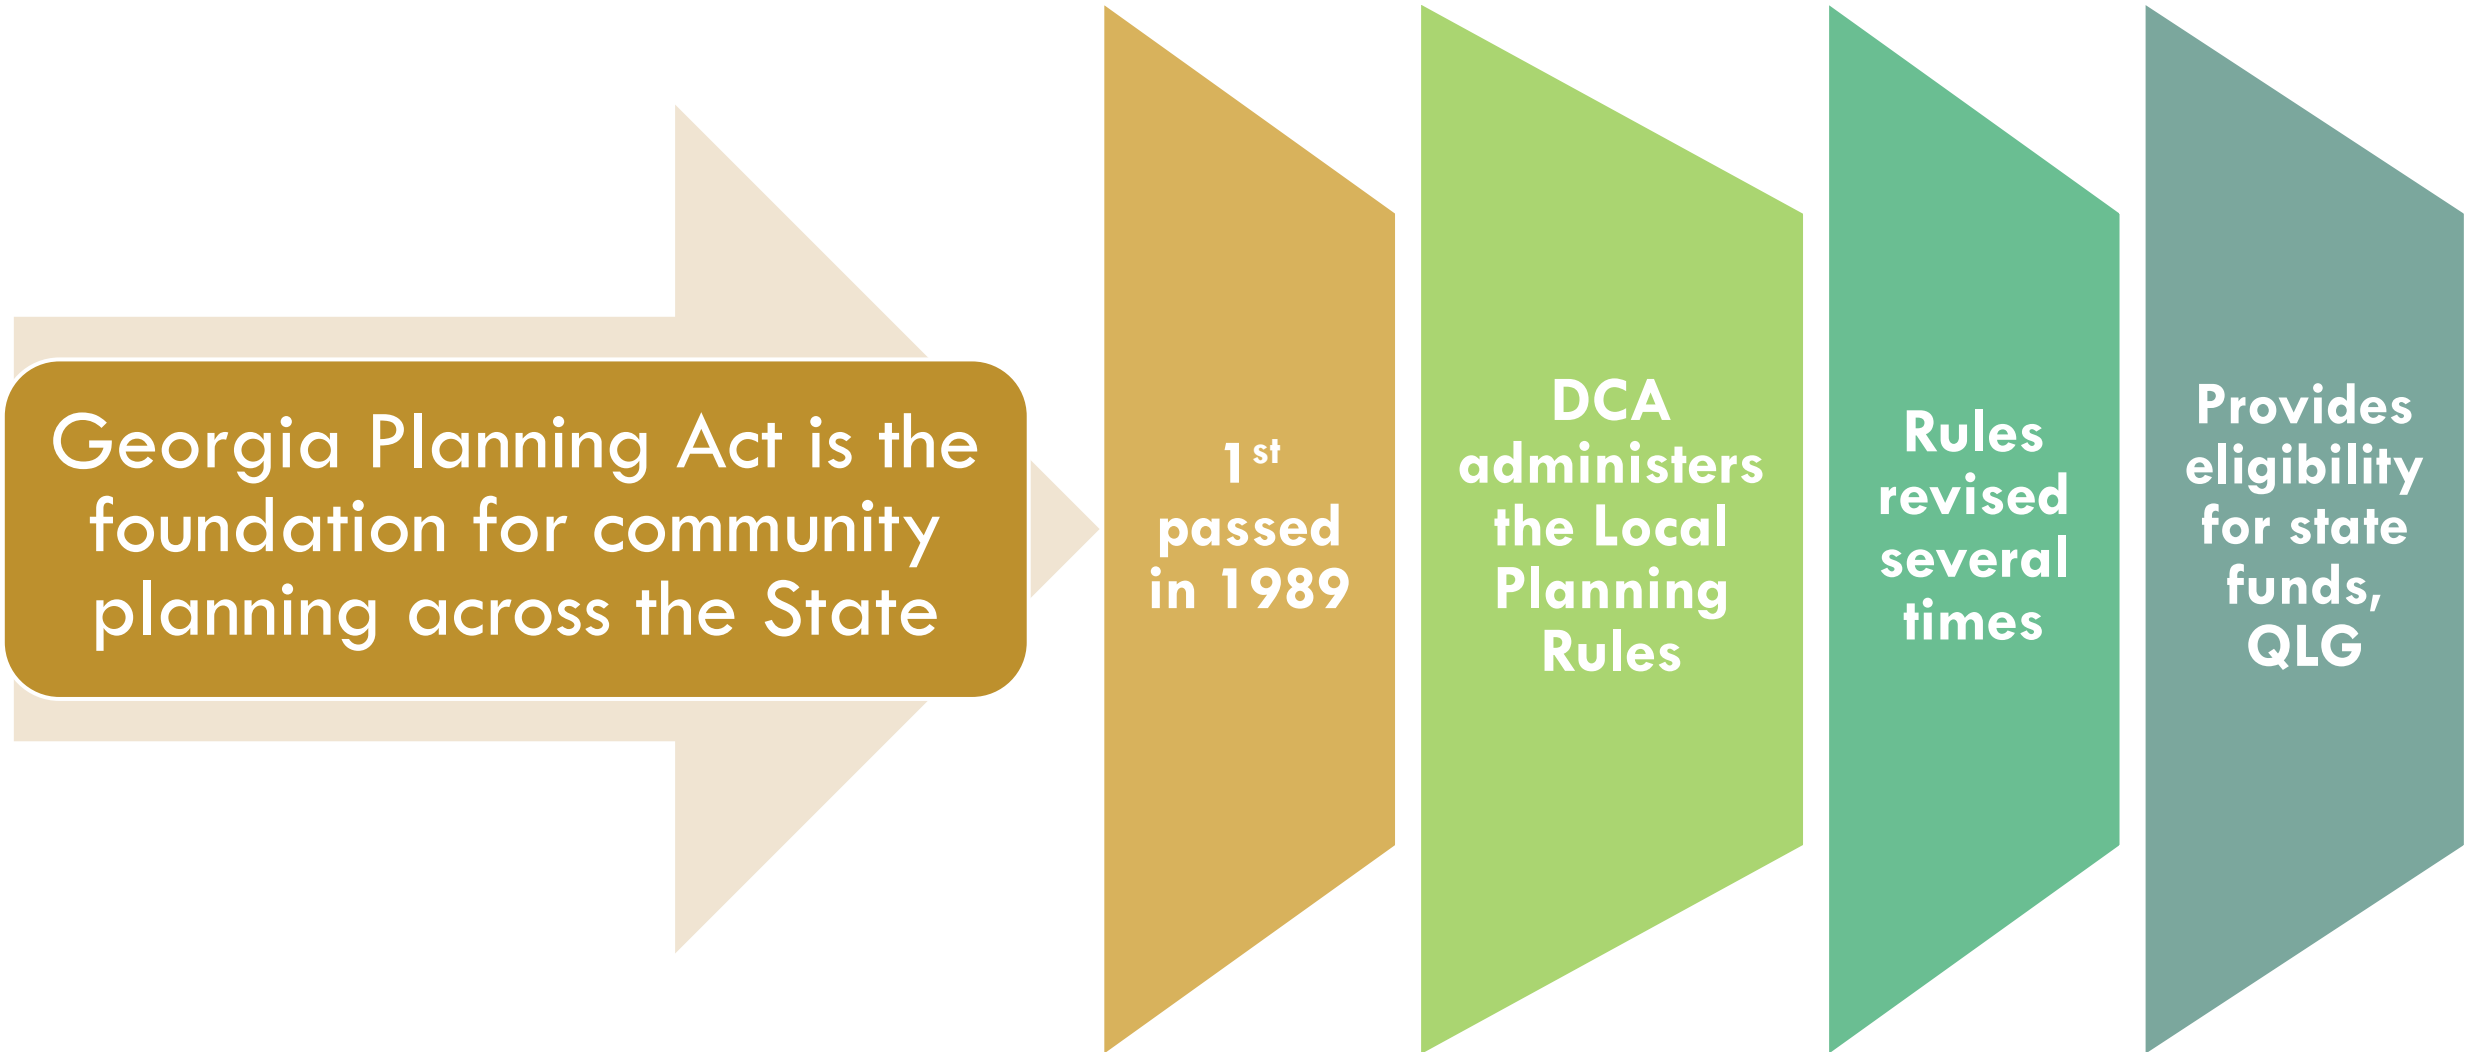 Georgia Planning Act is the
foundation for community
planning across the State
1st
passed
in 1989
DCA
administers
the Local
Planning
Rules
Rules
revised
several
times
Provides
eligibility
for state
funds,
QLG